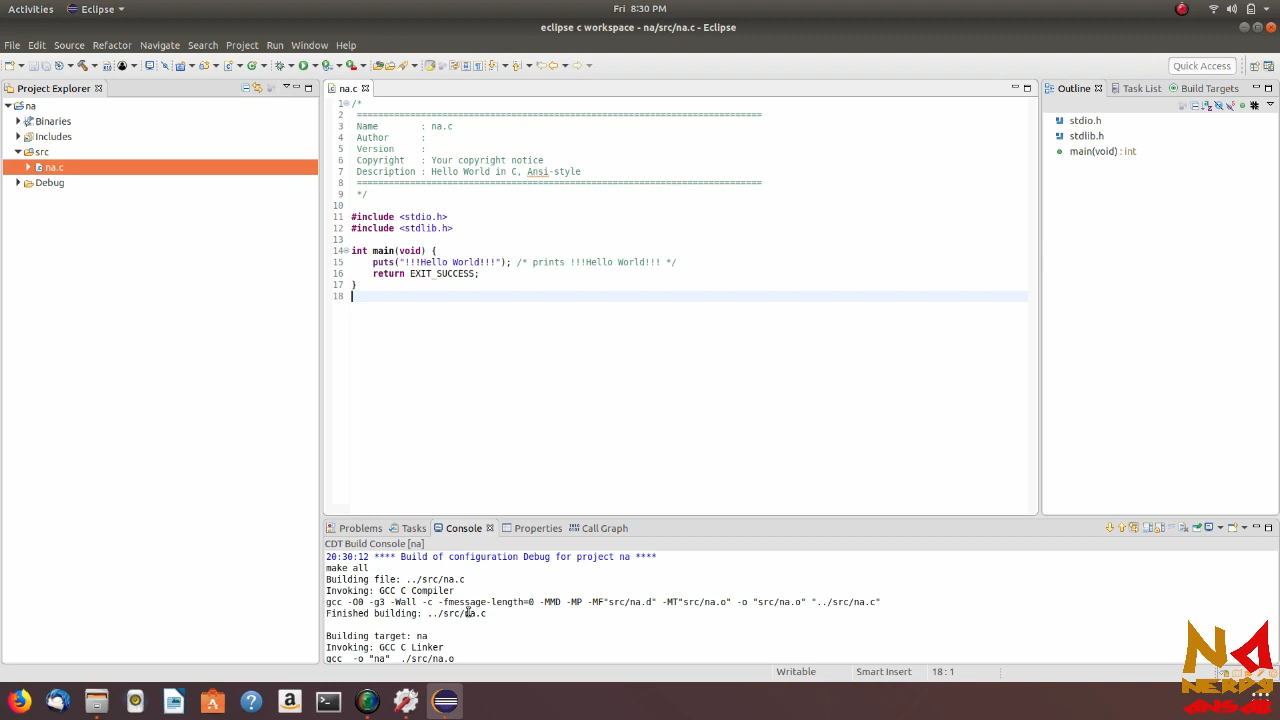 Activities
Eclipse
Fri 8:30 PM
eclipse c workspace - na/src/na.c - Eclipse
File Edit Source Refactor Navigate Search Project Run Window Help
Quick Access
Project Explorer
na
Binaries
Includes
src
na.c
Debug
na.c
1 /*
2 ============================================================================
3 Name : na.c
4 Author :
5 Version :
6 Copyright : Your copyright notice
7 Description : Hello World in C, Ansi-style
8 ============================================================================
9 */
10
11 #include <stdio.h>
12 #include <stdlib.h>
13
14 int main(void) {
15 puts("!!!Hello World!!!"); /* prints !!!Hello World!!! */
16 return EXIT_SUCCESS;
17 }
18
Outline Task List Build Targets
stdio.h
stdlib.h
main(void) : int
Problems Tasks Console Properties Call Graph
CDT Build Console [na]
20:30:12 **** Build of configuration Debug for project na ****
make all
Building file: ../src/na.c
Invoking: GCC C Compiler
gcc -O0 -g3 -Wall -c -fmessage-length=0 -MMD -MP -MF"src/na.d" -MT"src/na.o" -o "src/na.o" "../src/na.c"
Finished building: ../src/na.c
Building target: na
Invoking: GCC C Linker
gcc -o "na" ./src/na.o
Writable Smart Insert 18 : 1
NA
NERDS